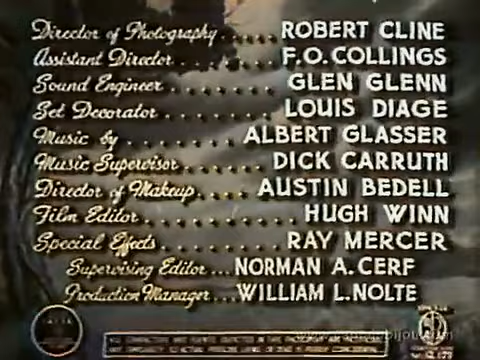 Director of Photography..... ROBERT CLINE
Assistant Director....... F.O. COLLINGS
Sound Engineer....... GLEN GLENN
Set Decorator....... LOUIS DIAGE
Music by....... ALBERT GLASSER
Music Supervisor...... DICK CARRUTH
Director of Makeup.... AUSTIN BEDELL
Film Editor......... HUGH WINN
Special Effects........ RAY MERCER
Supervising Editor... NORMAN A. CERF
Production Manager... WILLIAM L. NOLTE